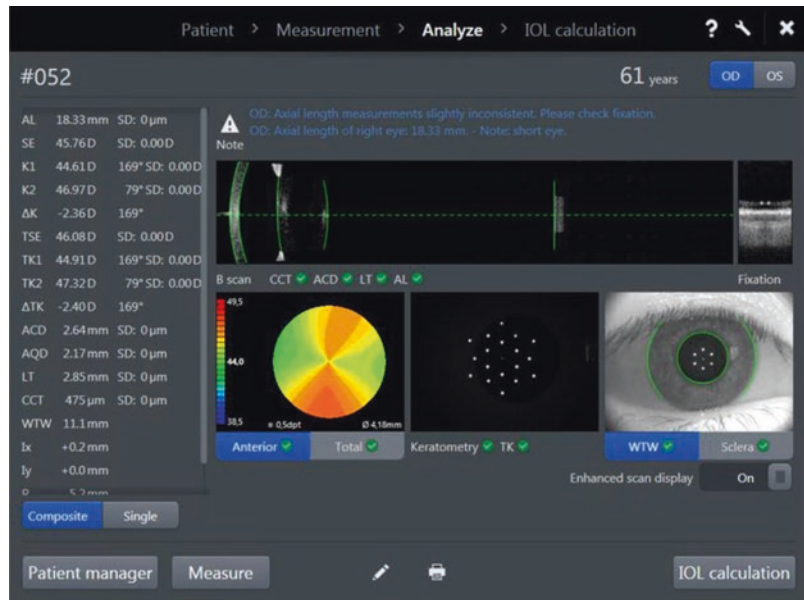 Patient > Measurement > Analyze > IOL calculation ? ×
#052 61 years OD OS
AL 18.33 mm SD: 0 µm
SE 45.76 D SD: 0.00 D
K1 44.61 D 169° SD: 0.00 D
K2 46.97 D 79° SD: 0.00 D
ΔK -2.36 D 169°
TSE 46.08 D SD: 0.00 D
TK1 44.91 D 169° SD: 0.00 D
TK2 47.32 D 79° SD: 0.00 D
ΔTK -2.40 D 169°
ACD 2.64 mm SD: 0 µm
AQD 2.17 mm SD: 0 µm
LT 2.85 mm SD: 0 µm
CCT 475 µm SD: 0 µm
WTW 11.1 mm
Ix +0.2 mm
Iy +0.0 mm
P 5.2 mm
Composite Single
Note
OD: Axial length measurements slightly inconsistent. Please check fixation.
OD: Axial length of right eye: 18.33 mm. - Note: short eye.
B scan CCT ACD LT AL Fixation
49,5
44,0
38,5
¤ 0,5dpt Ø 4,18mm
Anterior Total Keratometry TK WTW Sclera
Enhanced scan display On
Patient manager Measure IOL calculation